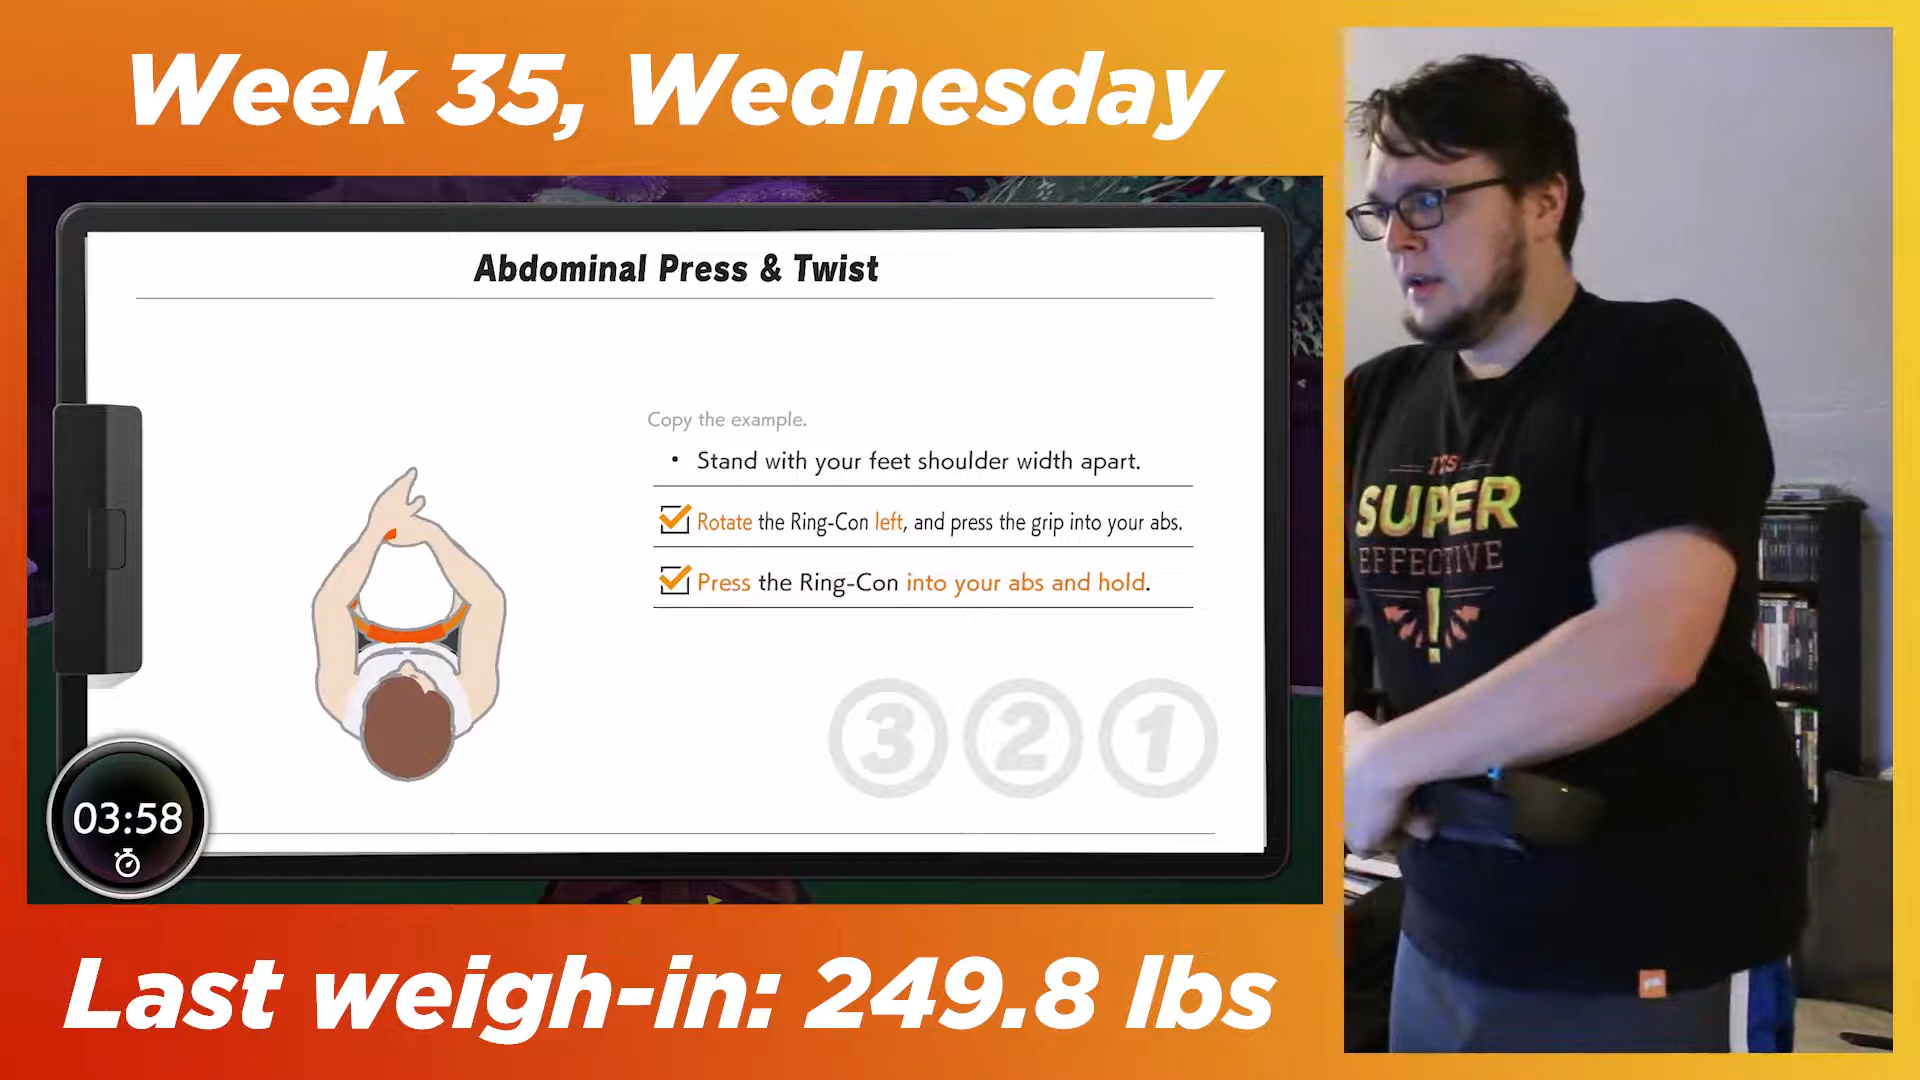 Week 35, Wednesday
Abdominal Press & Twist
Copy the example.
• Stand with your feet shoulder width apart.
Rotate the Ring-Con left, and press the grip into your abs.
Press the Ring-Con into your abs and hold.
3 2 1
03:58
Last weigh-in: 249.8 lbs
IT'S
SUPER
EFFECTIVE
!